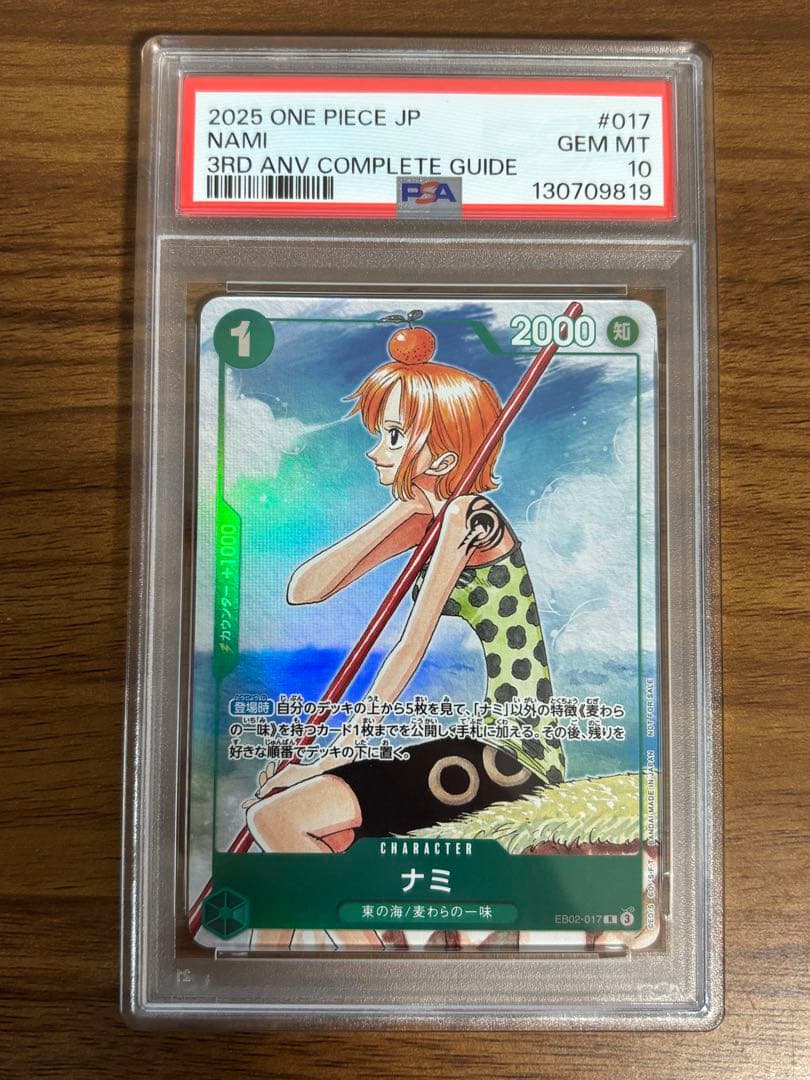 2025 ONE PIECE JP #017
NAMI GEM MT
3RD ANV COMPLETE GUIDE 10
PSA 130709819
1
2000 知
カウンター +1000
登場時 自分のデッキの上から5枚を見て、「ナミ」以外の特徴《麦わら
の一味》を持つカード1枚までを公開し、手札に加える。その後、残りを
好きな順番でデッキの下に置く。
CHARACTER
ナミ
東の海/麦わらの一味
EB02-017 R 3
BANDAI MADE IN JAPAN NOT FOR SALE